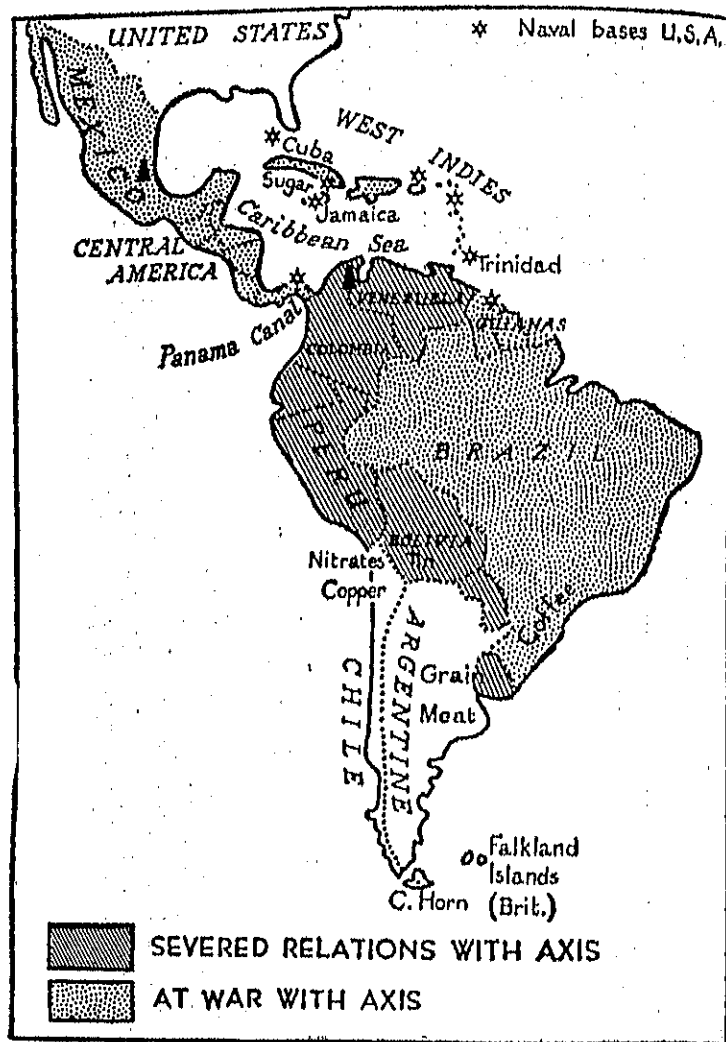 UNITED STATES
Naval bases U.S.A.
MEXICO
WEST INDIES
Cuba
Sugar
Jamaica
Caribbean Sea
CENTRAL
AMERICA
Trinidad
Panama Canal
VENEZUELA
GUIANAS
COLOMBIA
PERU
BRAZIL
BOLIVIA
Tin
Nitrates
Copper
Coffee
CHILE
ARGENTINE
Grain
Meat
Falkland
Islands
(Brit.)
C. Horn
SEVERED RELATIONS WITH AXIS
AT WAR WITH AXIS